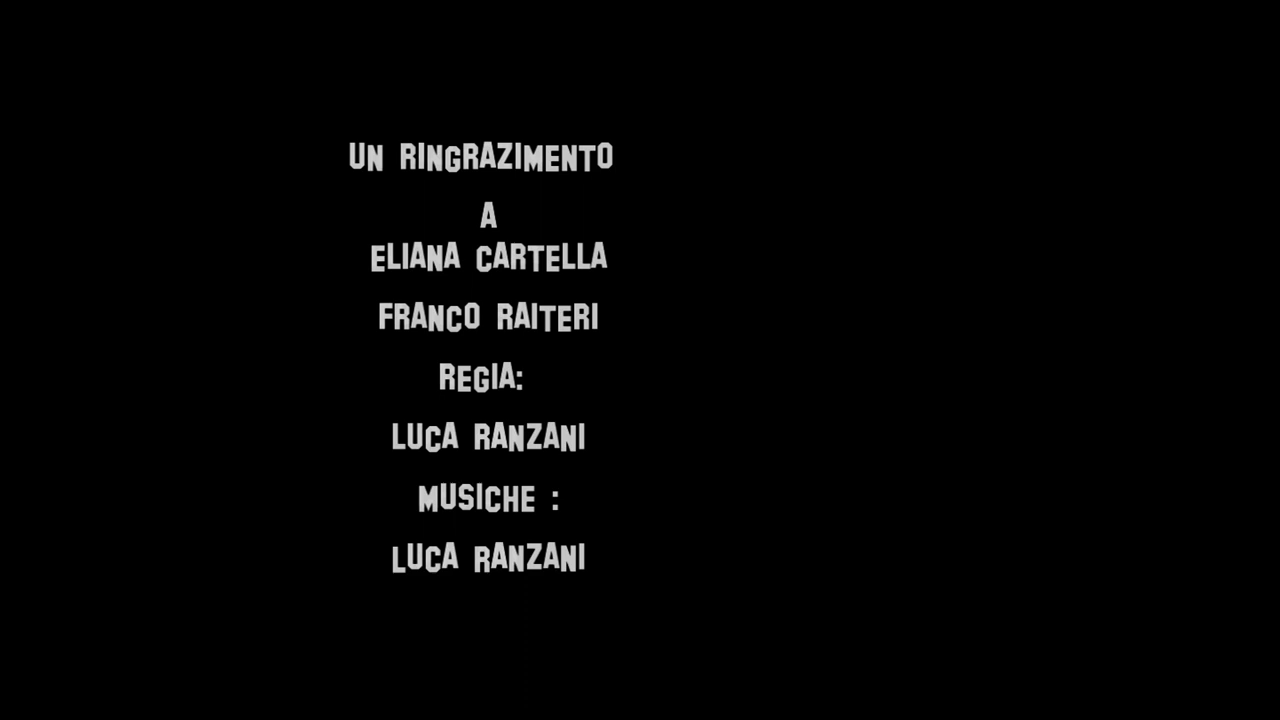 UN RINGRAZIMENTO
A
ELIANA CARTELLA
FRANCO RAITERI
REGIA:
LUCA RANZANI
MUSICHE :
LUCA RANZANI